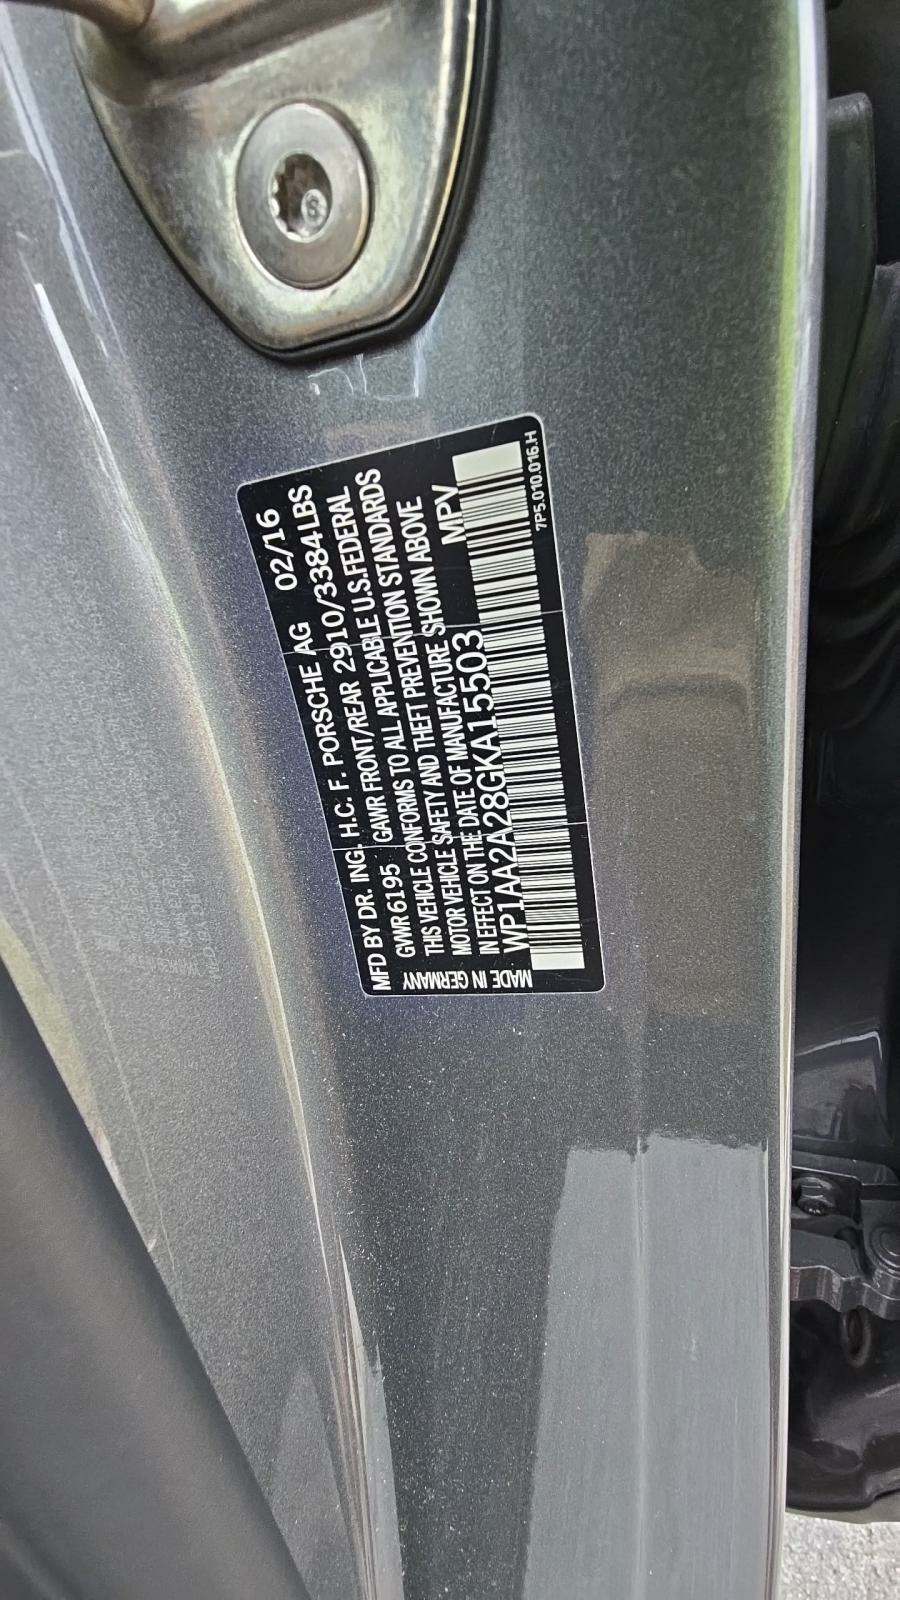 MFD BY DR. ING. H.C. F. PORSCHE AG 02/16
GVWR 6195 GAWR FRONT/REAR 2910/3384LBS
THIS VEHICLE CONFORMS TO ALL APPLICABLE U.S.FEDERAL
MOTOR VEHICLE SAFETY AND THEFT PREVENTION STANDARDS
IN EFFECT ON THE DATE OF MANUFACTURE SHOWN ABOVE
WP1AA2A28GKA15503 MPV
MADE IN GERMANY
7P5.010.016.H